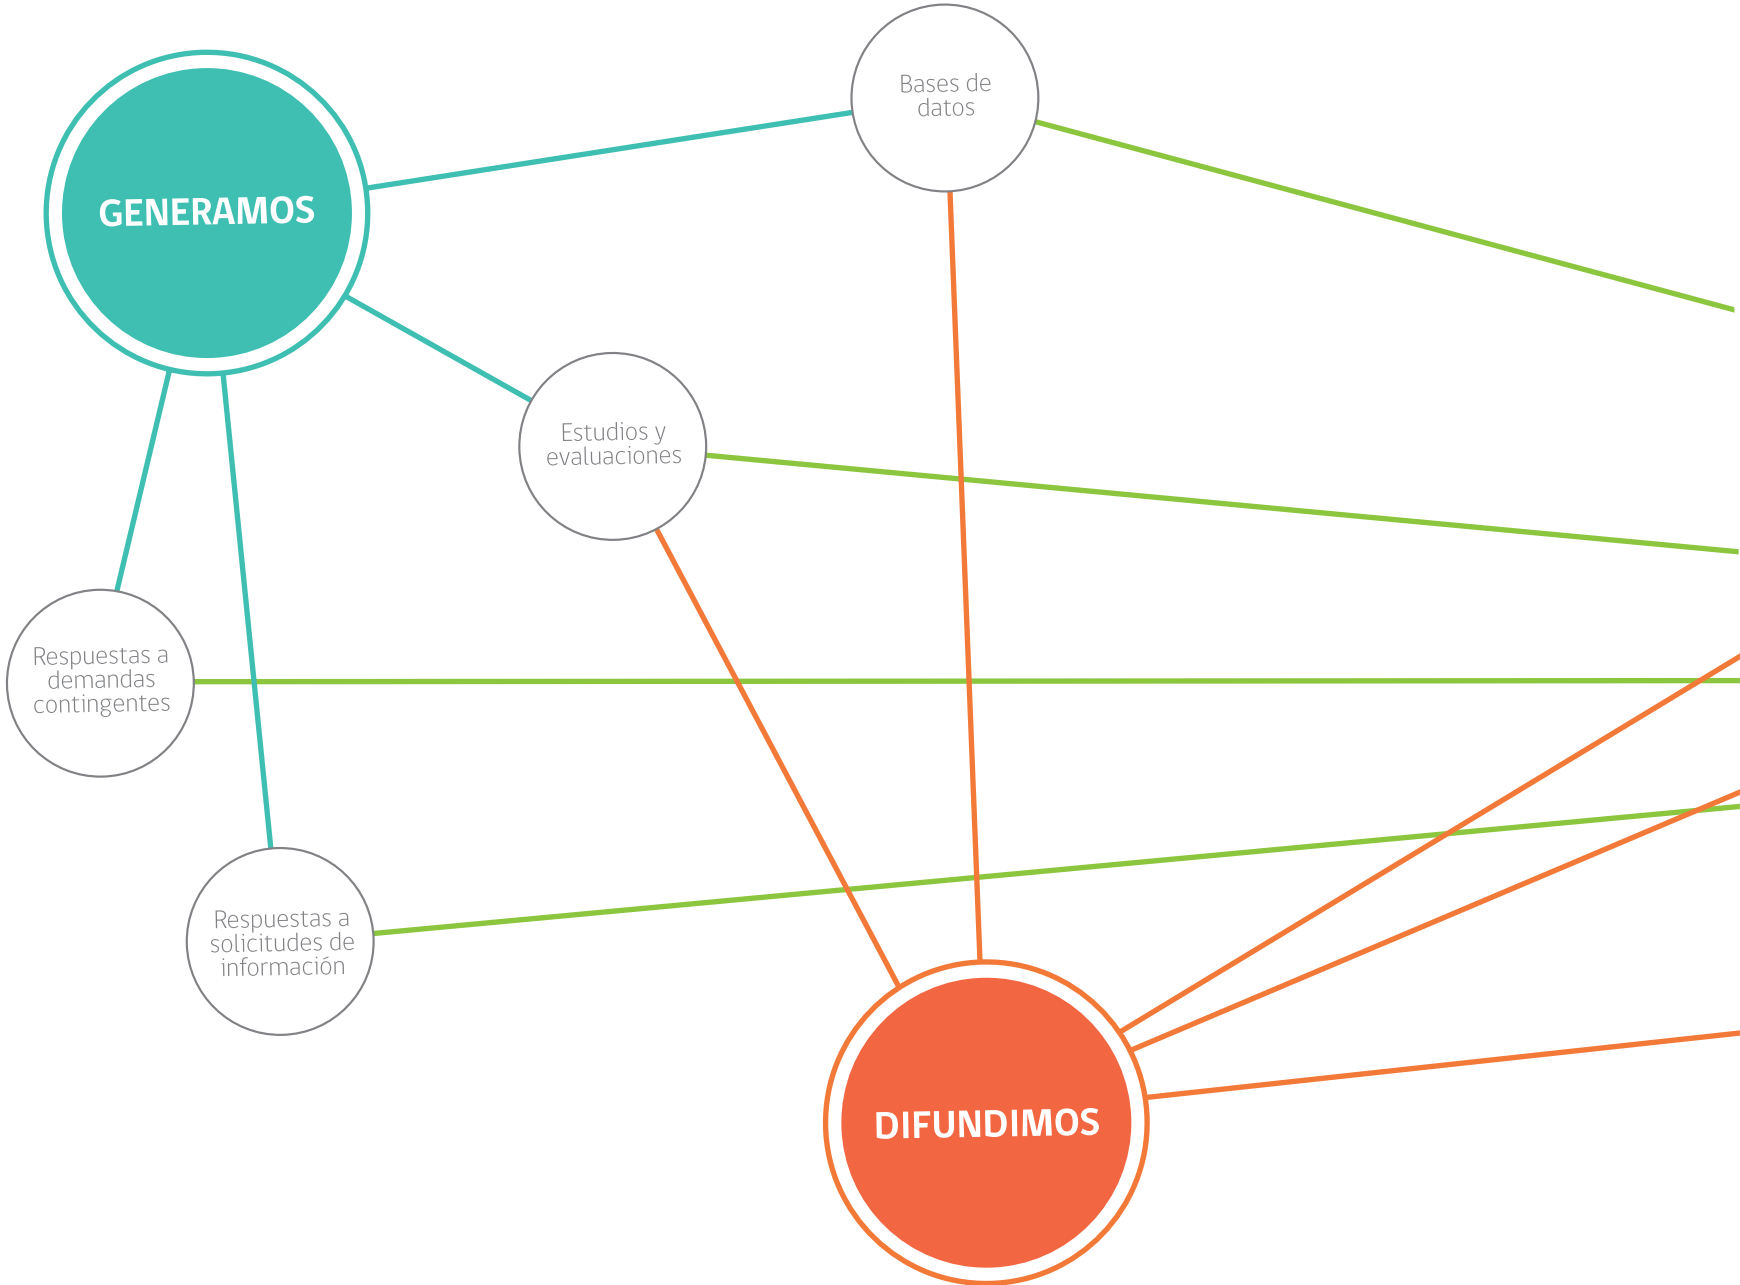 Bases de
datos
GENERAMOS
Estudios y
evaluaciones
Respuestas a
demandas
contingentes
Respuestas a
solicitudes de
información
DIFUNDIMOS